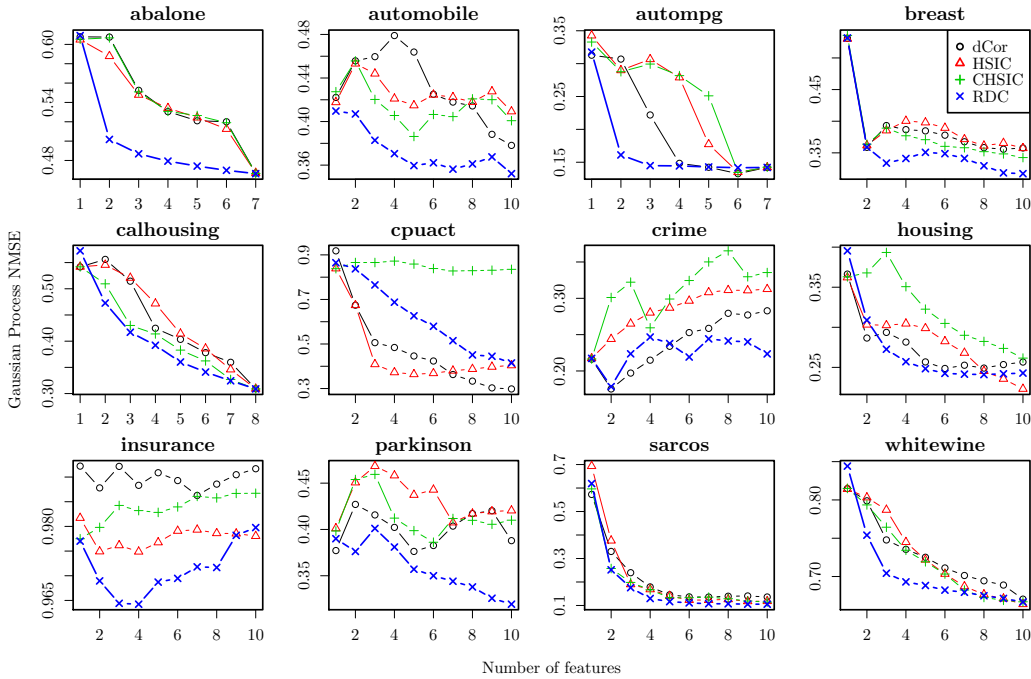 abalone automobile autompg breast
0.48 0.54 0.60
1 2 3 4 5 6 7
0.36 0.40 0.44 0.48
2 4 6 8 10
0.15 0.25 0.35
1 2 3 4 5 6 7
0.35 0.45
2 4 6 8 10
dCor
HSIC
CHSIC
RDC
calhousing cpuact crime housing
0.30 0.40 0.50
1 2 3 4 5 6 7 8
0.3 0.5 0.7 0.9
2 4 6 8 10
0.20 0.30
2 4 6 8 10
0.25 0.35
2 4 6 8 10
insurance parkinson sarcos whitewine
0.965 0.980
2 4 6 8 10
0.35 0.40 0.45
2 4 6 8 10
0.1 0.3 0.5 0.7
2 4 6 8 10
0.70 0.80
2 4 6 8 10
Gaussian Process NMSE
Number of features